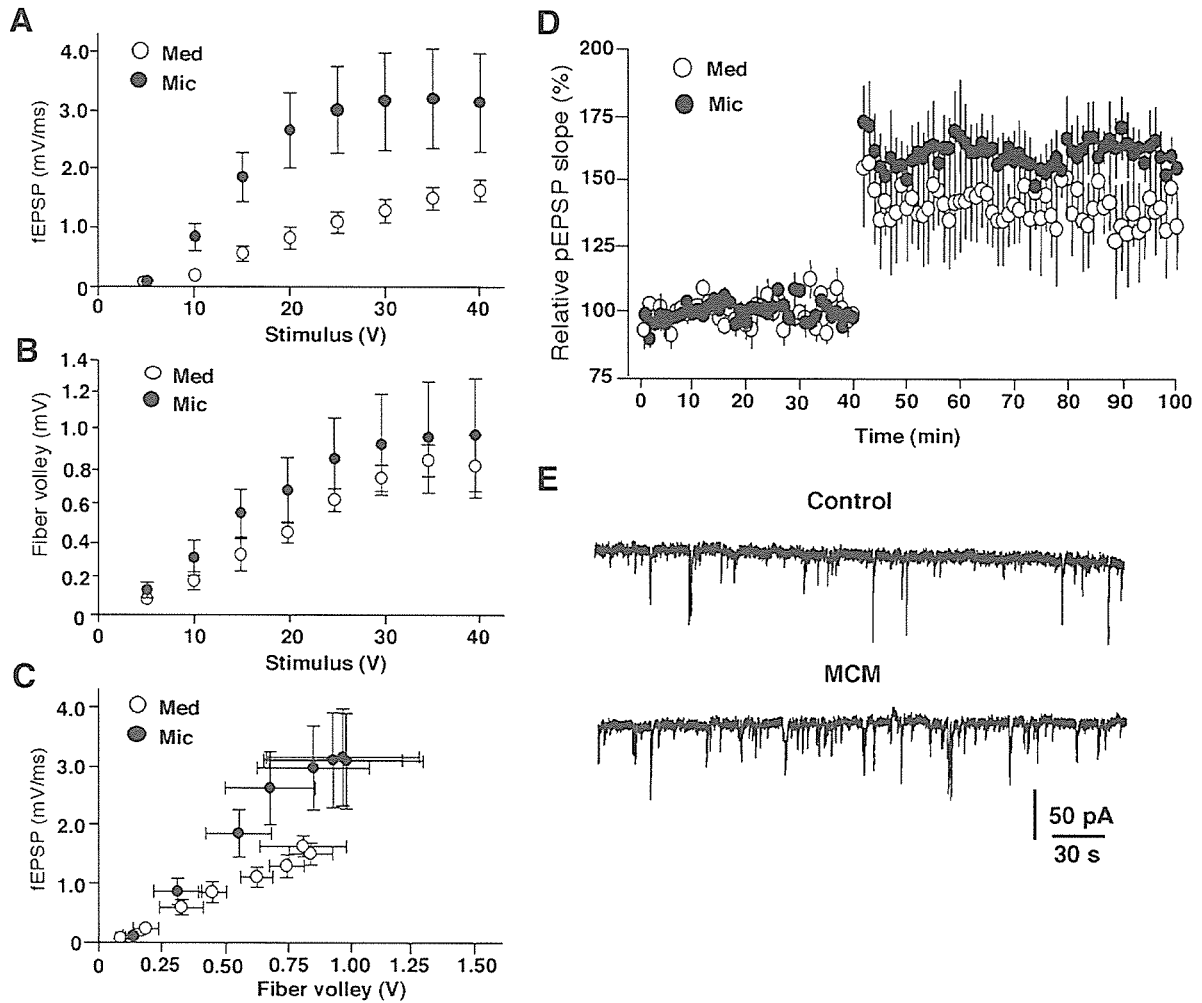 A
Med
Mic
fEPSP (mV/ms)
4.0
3.0
2.0
1.0
0
0 10 20 30 40
Stimulus (V)
B
Med
Mic
Fiber volley (mV)
1.4
1.2
1.0
0.8
0.6
0.4
0.2
0
0 10 20 30 40
Stimulus (V)
C
Med
Mic
fEPSP (mV/ms)
4.0
3.0
2.0
1.0
0
0 0.25 0.50 0.75 1.00 1.25 1.50
Fiber volley (V)
D
Med
Mic
Relative pEPSP slope (%)
200
175
150
125
100
75
0 10 20 30 40 50 60 70 80 90 100
Time (min)
E
Control
MCM
50 pA
30 s